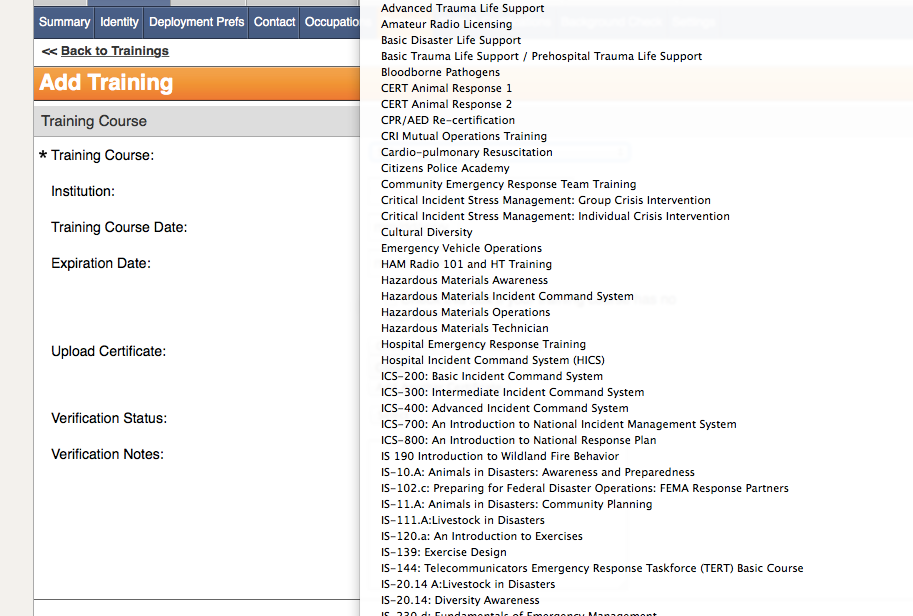 Summary Identity Deployment Prefs Contact Occupatio
<< Back to Trainings
Add Training
Training Course
* Training Course:
Institution:
Training Course Date:
Expiration Date:
Upload Certificate:
Verification Status:
Verification Notes:
Advanced Trauma Life Support
Amateur Radio Licensing
Basic Disaster Life Support
Basic Trauma Life Support / Prehospital Trauma Life Support
Bloodborne Pathogens
CERT Animal Response 1
CERT Animal Response 2
CPR/AED Re-certification
CRI Mutual Operations Training
Cardio-pulmonary Resuscitation
Citizens Police Academy
Community Emergency Response Team Training
Critical Incident Stress Management: Group Crisis Intervention
Critical Incident Stress Management: Individual Crisis Intervention
Cultural Diversity
Emergency Vehicle Operations
HAM Radio 101 and HT Training
Hazardous Materials Awareness
Hazardous Materials Incident Command System
Hazardous Materials Operations
Hazardous Materials Technician
Hospital Emergency Response Training
Hospital Incident Command System (HICS)
ICS-200: Basic Incident Command System
ICS-300: Intermediate Incident Command System
ICS-400: Advanced Incident Command System
ICS-700: An Introduction to National Incident Management System
ICS-800: An Introduction to National Response Plan
IS 190 Introduction to Wildland Fire Behavior
IS-10.A: Animals in Disasters: Awareness and Preparedness
IS-102.c: Preparing for Federal Disaster Operations: FEMA Response Partners
IS-11.A: Animals in Disasters: Community Planning
IS-111.A:Livestock in Disasters
IS-120.a: An Introduction to Exercises
IS-139: Exercise Design
IS-144: Telecommunicators Emergency Response Taskforce (TERT) Basic Course
IS-20.14 A:Livestock in Disasters
IS-20.14: Diversity Awareness
IS-230.d: Fundamentals of Emergency Management